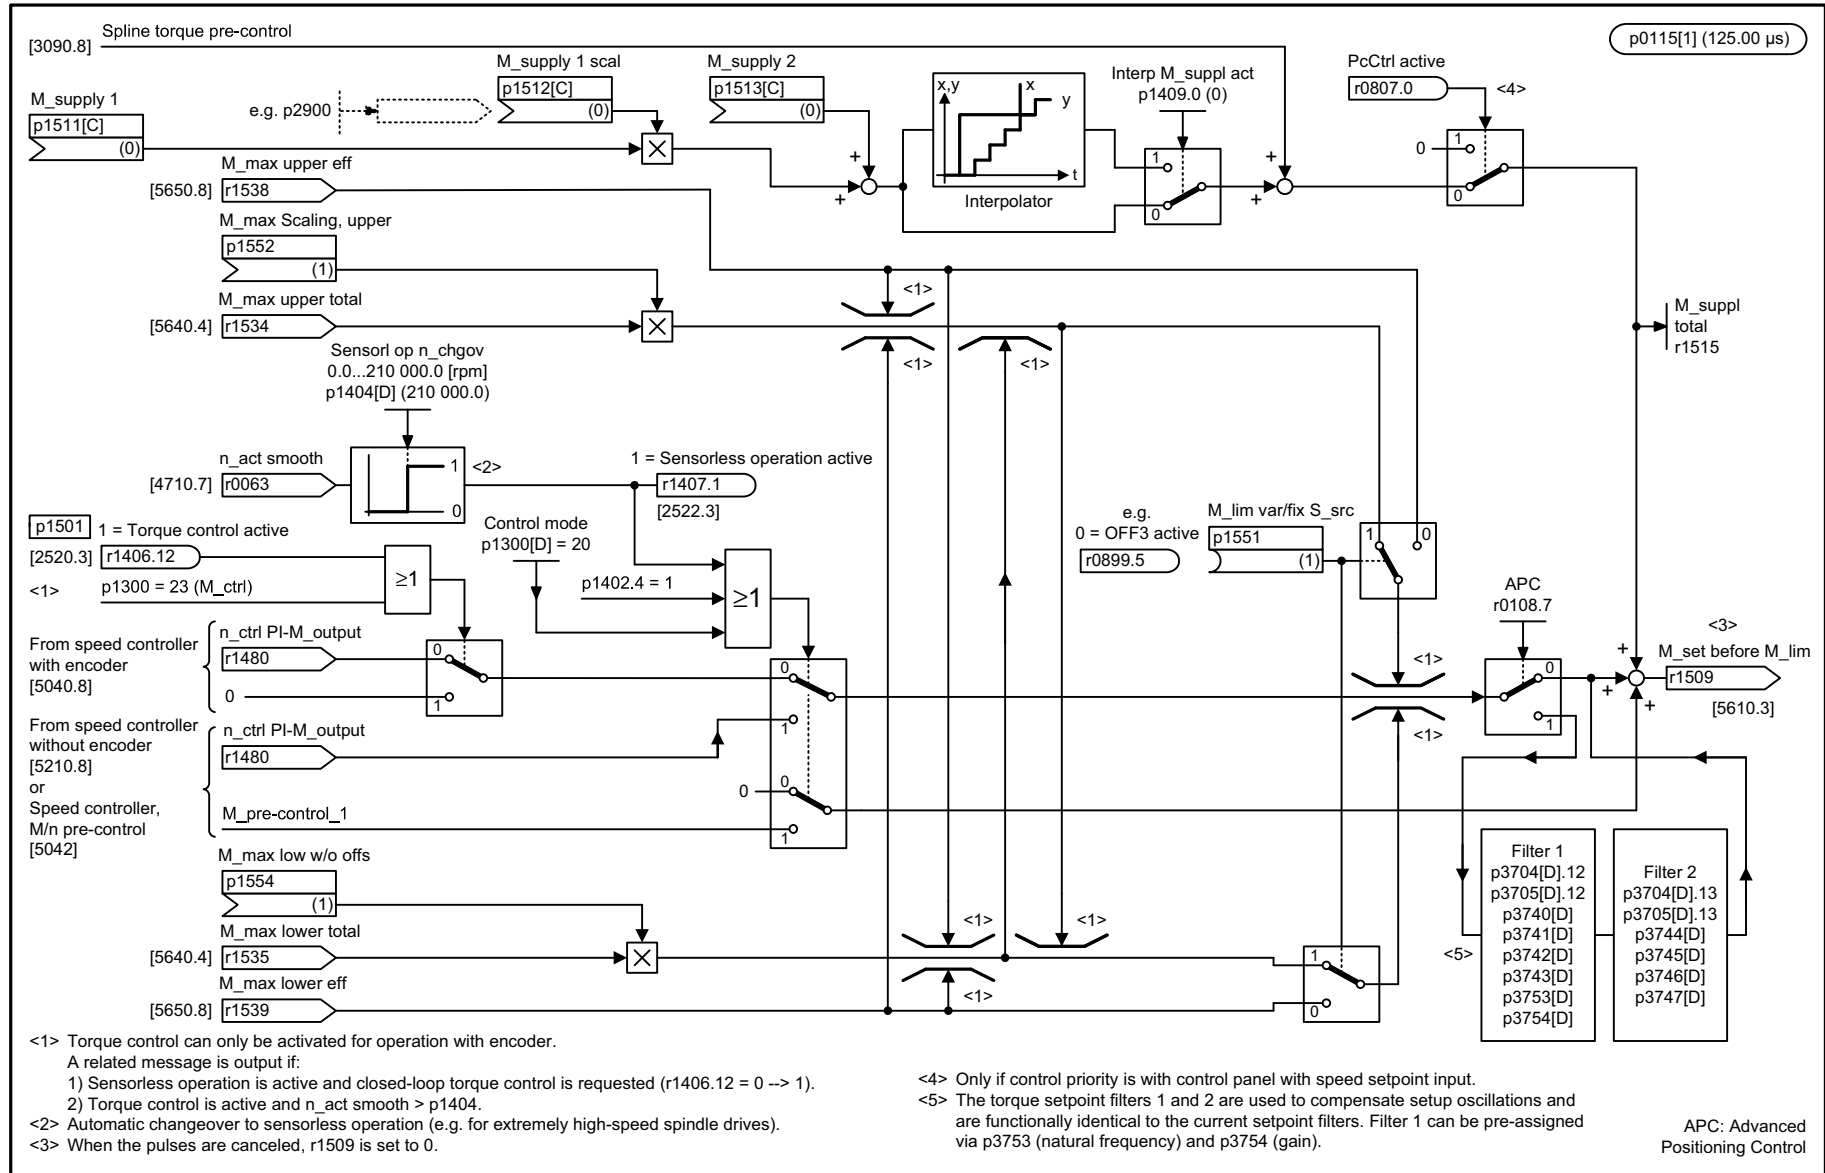 Spline torque pre-control
[3090.8]
p0115[1] (125.00 µs)
M_supply 1
p1511[C]
(0)
e.g. p2900
M_supply 1 scal
p1512[C]
(0)
M_supply 2
p1513[C]
(0)
x,y
x
y
t
Interpolator
Interp M_suppl act
p1409.0 (0)
1
0
PcCtrl active
r0807.0
<4>
0
1
0
+
+
+
+
M_max upper eff
[5650.8]
r1538
M_max Scaling, upper
p1552
(1)
M_max upper total
[5640.4]
r1534
<1>
<1>
<1>
M_suppl
total
r1515
Sensorl op n_chgov
0.0...210 000.0 [rpm]
p1404[D] (210 000.0)
n_act smooth
[4710.7]
r0063
1
0
<2>
1 = Sensorless operation active
r1407.1
[2522.3]
p1501
1 = Torque control active
[2520.3]
r1406.12
<1>
p1300 = 23 (M_ctrl)
≥1
Control mode
p1300[D] = 20
p1402.4 = 1
≥1
e.g.
0 = OFF3 active
r0899.5
M_lim var/fix S_src
p1551
(1)
1
0
APC
r0108.7
0
1
<3>
M_set before M_lim
r1509
[5610.3]
+
+
+
From speed controller
with encoder
[5040.8]
n_ctrl PI-M_output
r1480
0
0
1
0
1
<1>
<1>
From speed controller
without encoder
[5210.8]
or
Speed controller,
M/n pre-control
[5042]
n_ctrl PI-M_output
r1480
M_pre-control_1
0
0
1
M_max low w/o offs
p1554
(1)
M_max lower total
[5640.4]
r1535
M_max lower eff
[5650.8]
r1539
<1>
<1>
<1>
1
0
<5>
Filter 1
p3704[D].12
p3705[D].12
p3740[D]
p3741[D]
p3742[D]
p3743[D]
p3753[D]
p3754[D]
Filter 2
p3704[D].13
p3705[D].13
p3744[D]
p3745[D]
p3746[D]
p3747[D]
<1> Torque control can only be activated for operation with encoder.
A related message is output if:
1) Sensorless operation is active and closed-loop torque control is requested (r1406.12 = 0 --> 1).
2) Torque control is active and n_act smooth > p1404.
<2> Automatic changeover to sensorless operation (e.g. for extremely high-speed spindle drives).
<3> When the pulses are canceled, r1509 is set to 0.
<4> Only if control priority is with control panel with speed setpoint input.
<5> The torque setpoint filters 1 and 2 are used to compensate setup oscillations and
are functionally identical to the current setpoint filters. Filter 1 can be pre-assigned
via p3753 (natural frequency) and p3754 (gain).
APC: Advanced
Positioning Control